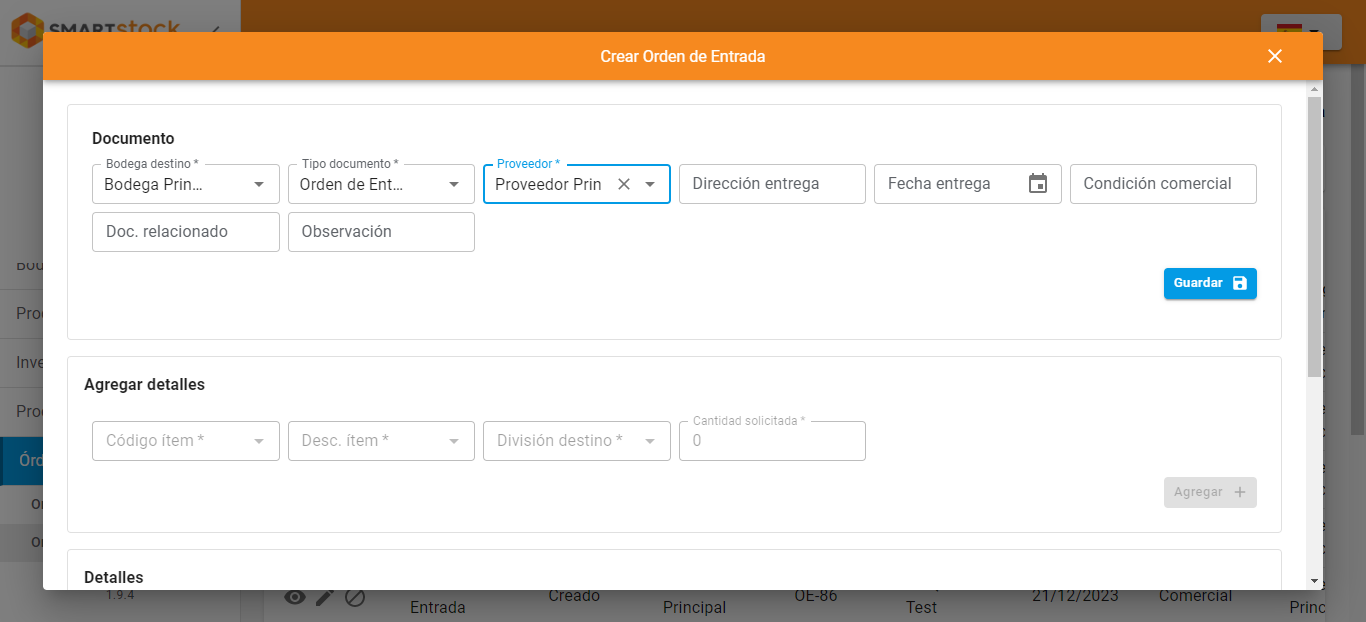 SMARTstock
Crear Orden de Entrada
Documento
Bodega destino *
Bodega Prin...
Tipo documento *
Orden de Ent...
Proveedor *
Proveedor Prin
Dirección entrega
Fecha entrega
Condición comercial
Doc. relacionado
Observación
Guardar
Agregar detalles
Código ítem *
Desc. ítem *
División destino *
Cantidad solicitada *
0
Agregar
Detalles
Inve
Órd
1.9.4
Entrada
Creado
Principal
OE-86
Test
21/12/2023
Comercial
Princ